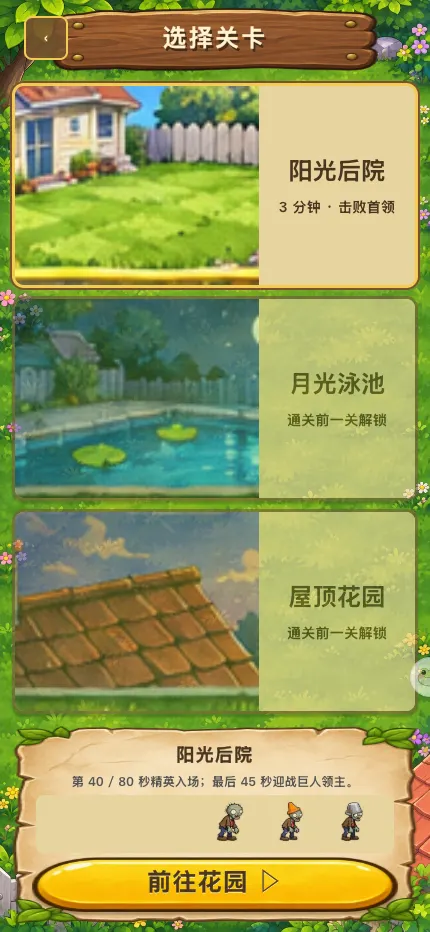 ‹
选择关卡
阳光后院
3 分钟 · 击败首领
月光泳池
通关前一关解锁
屋顶花园
通关前一关解锁
阳光后院
第 40 / 80 秒精英入场；最后 45 秒迎战巨人领主。
前往花园 ▷